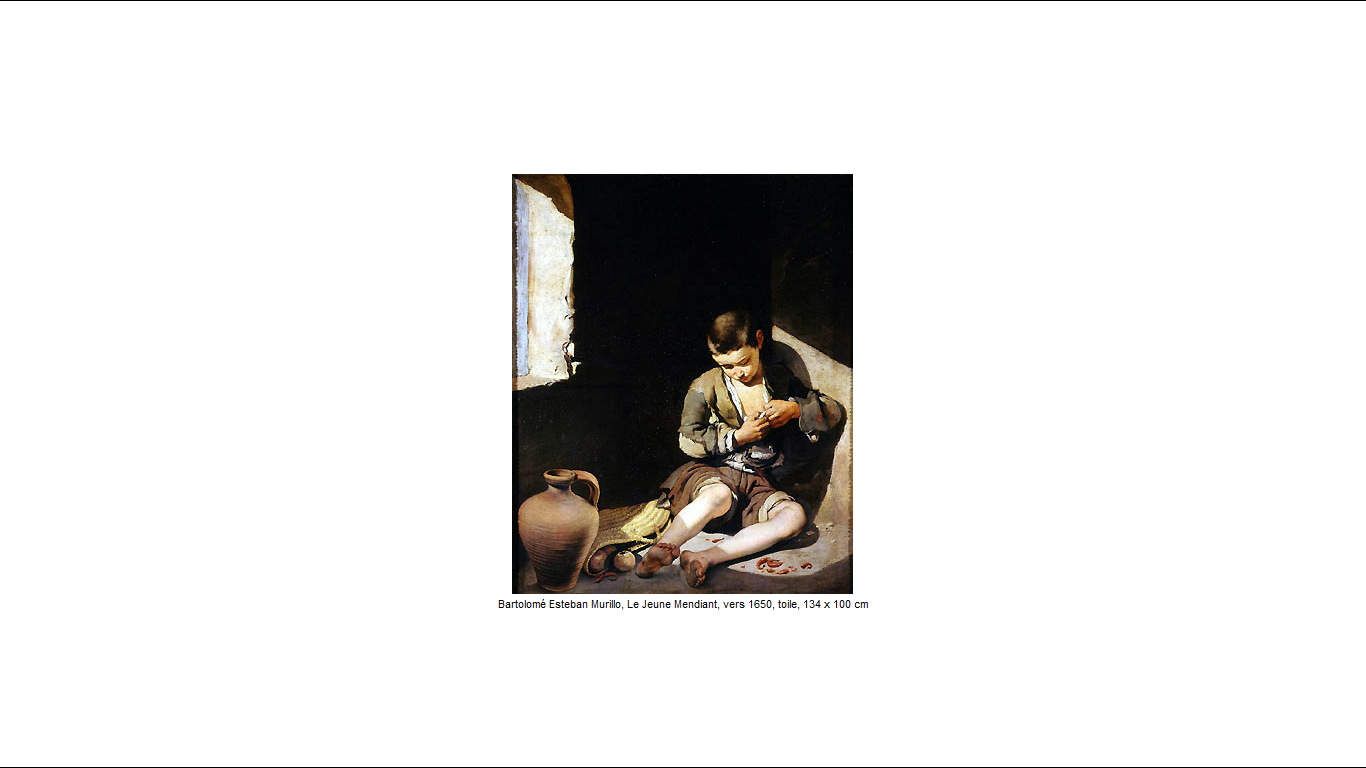 Bartolomé Esteban Murillo, Le Jeune Mendiant, vers 1650, toile, 134 x 100 cm